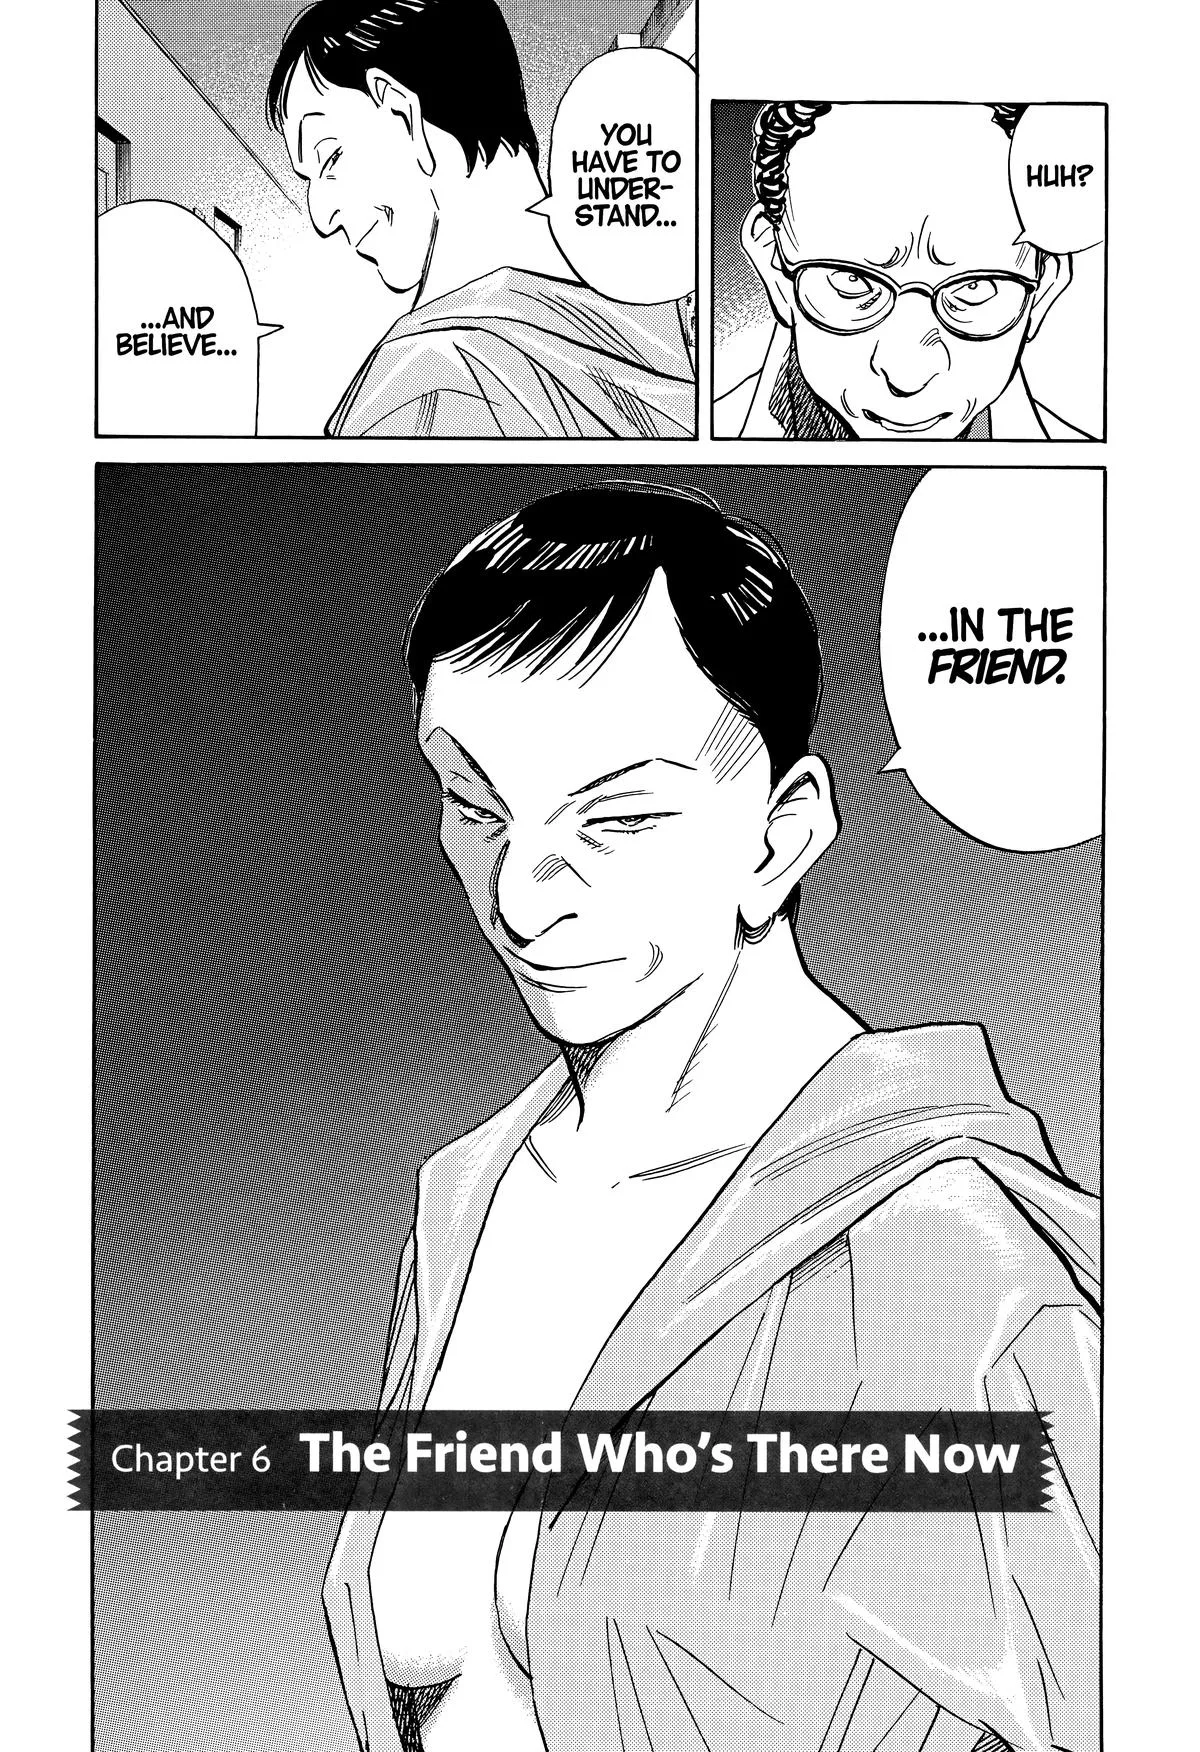 HUH?
YOU
HAVE TO
UNDER-
STAND...
...AND
BELIEVE...
...IN THE
FRIEND.
Chapter 6 The Friend Who's There Now